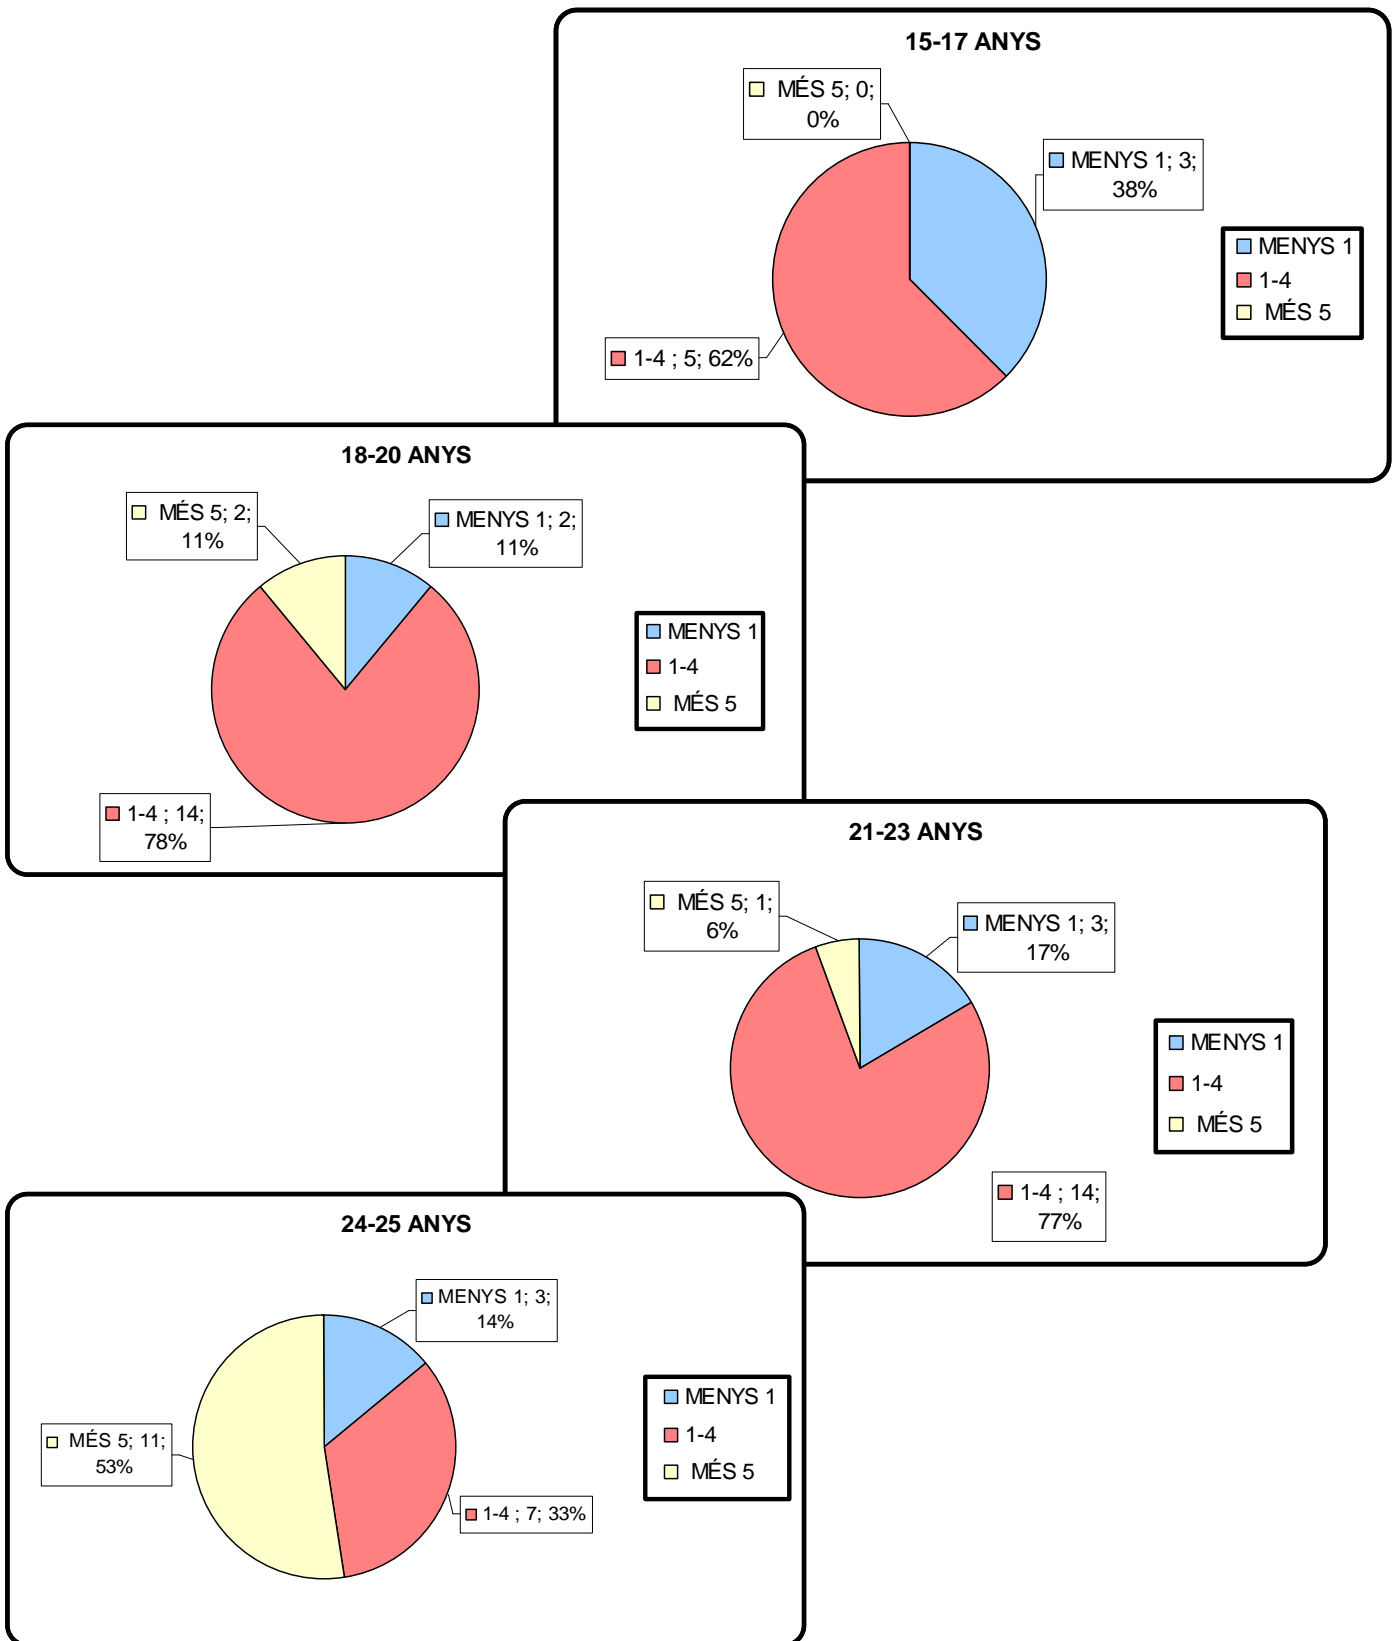 15-17 ANYS
MÉS 5; 0;
0%
MENYS 1; 3;
38%
1-4 ; 5; 62%
MENYS 1
1-4
MÉS 5
18-20 ANYS
MÉS 5; 2;
11%
MENYS 1; 2;
11%
1-4 ; 14;
78%
MENYS 1
1-4
MÉS 5
21-23 ANYS
MÉS 5; 1;
6%
MENYS 1; 3;
17%
1-4 ; 14;
77%
MENYS 1
1-4
MÉS 5
24-25 ANYS
MENYS 1; 3;
14%
MÉS 5; 11;
53%
1-4 ; 7; 33%
MENYS 1
1-4
MÉS 5